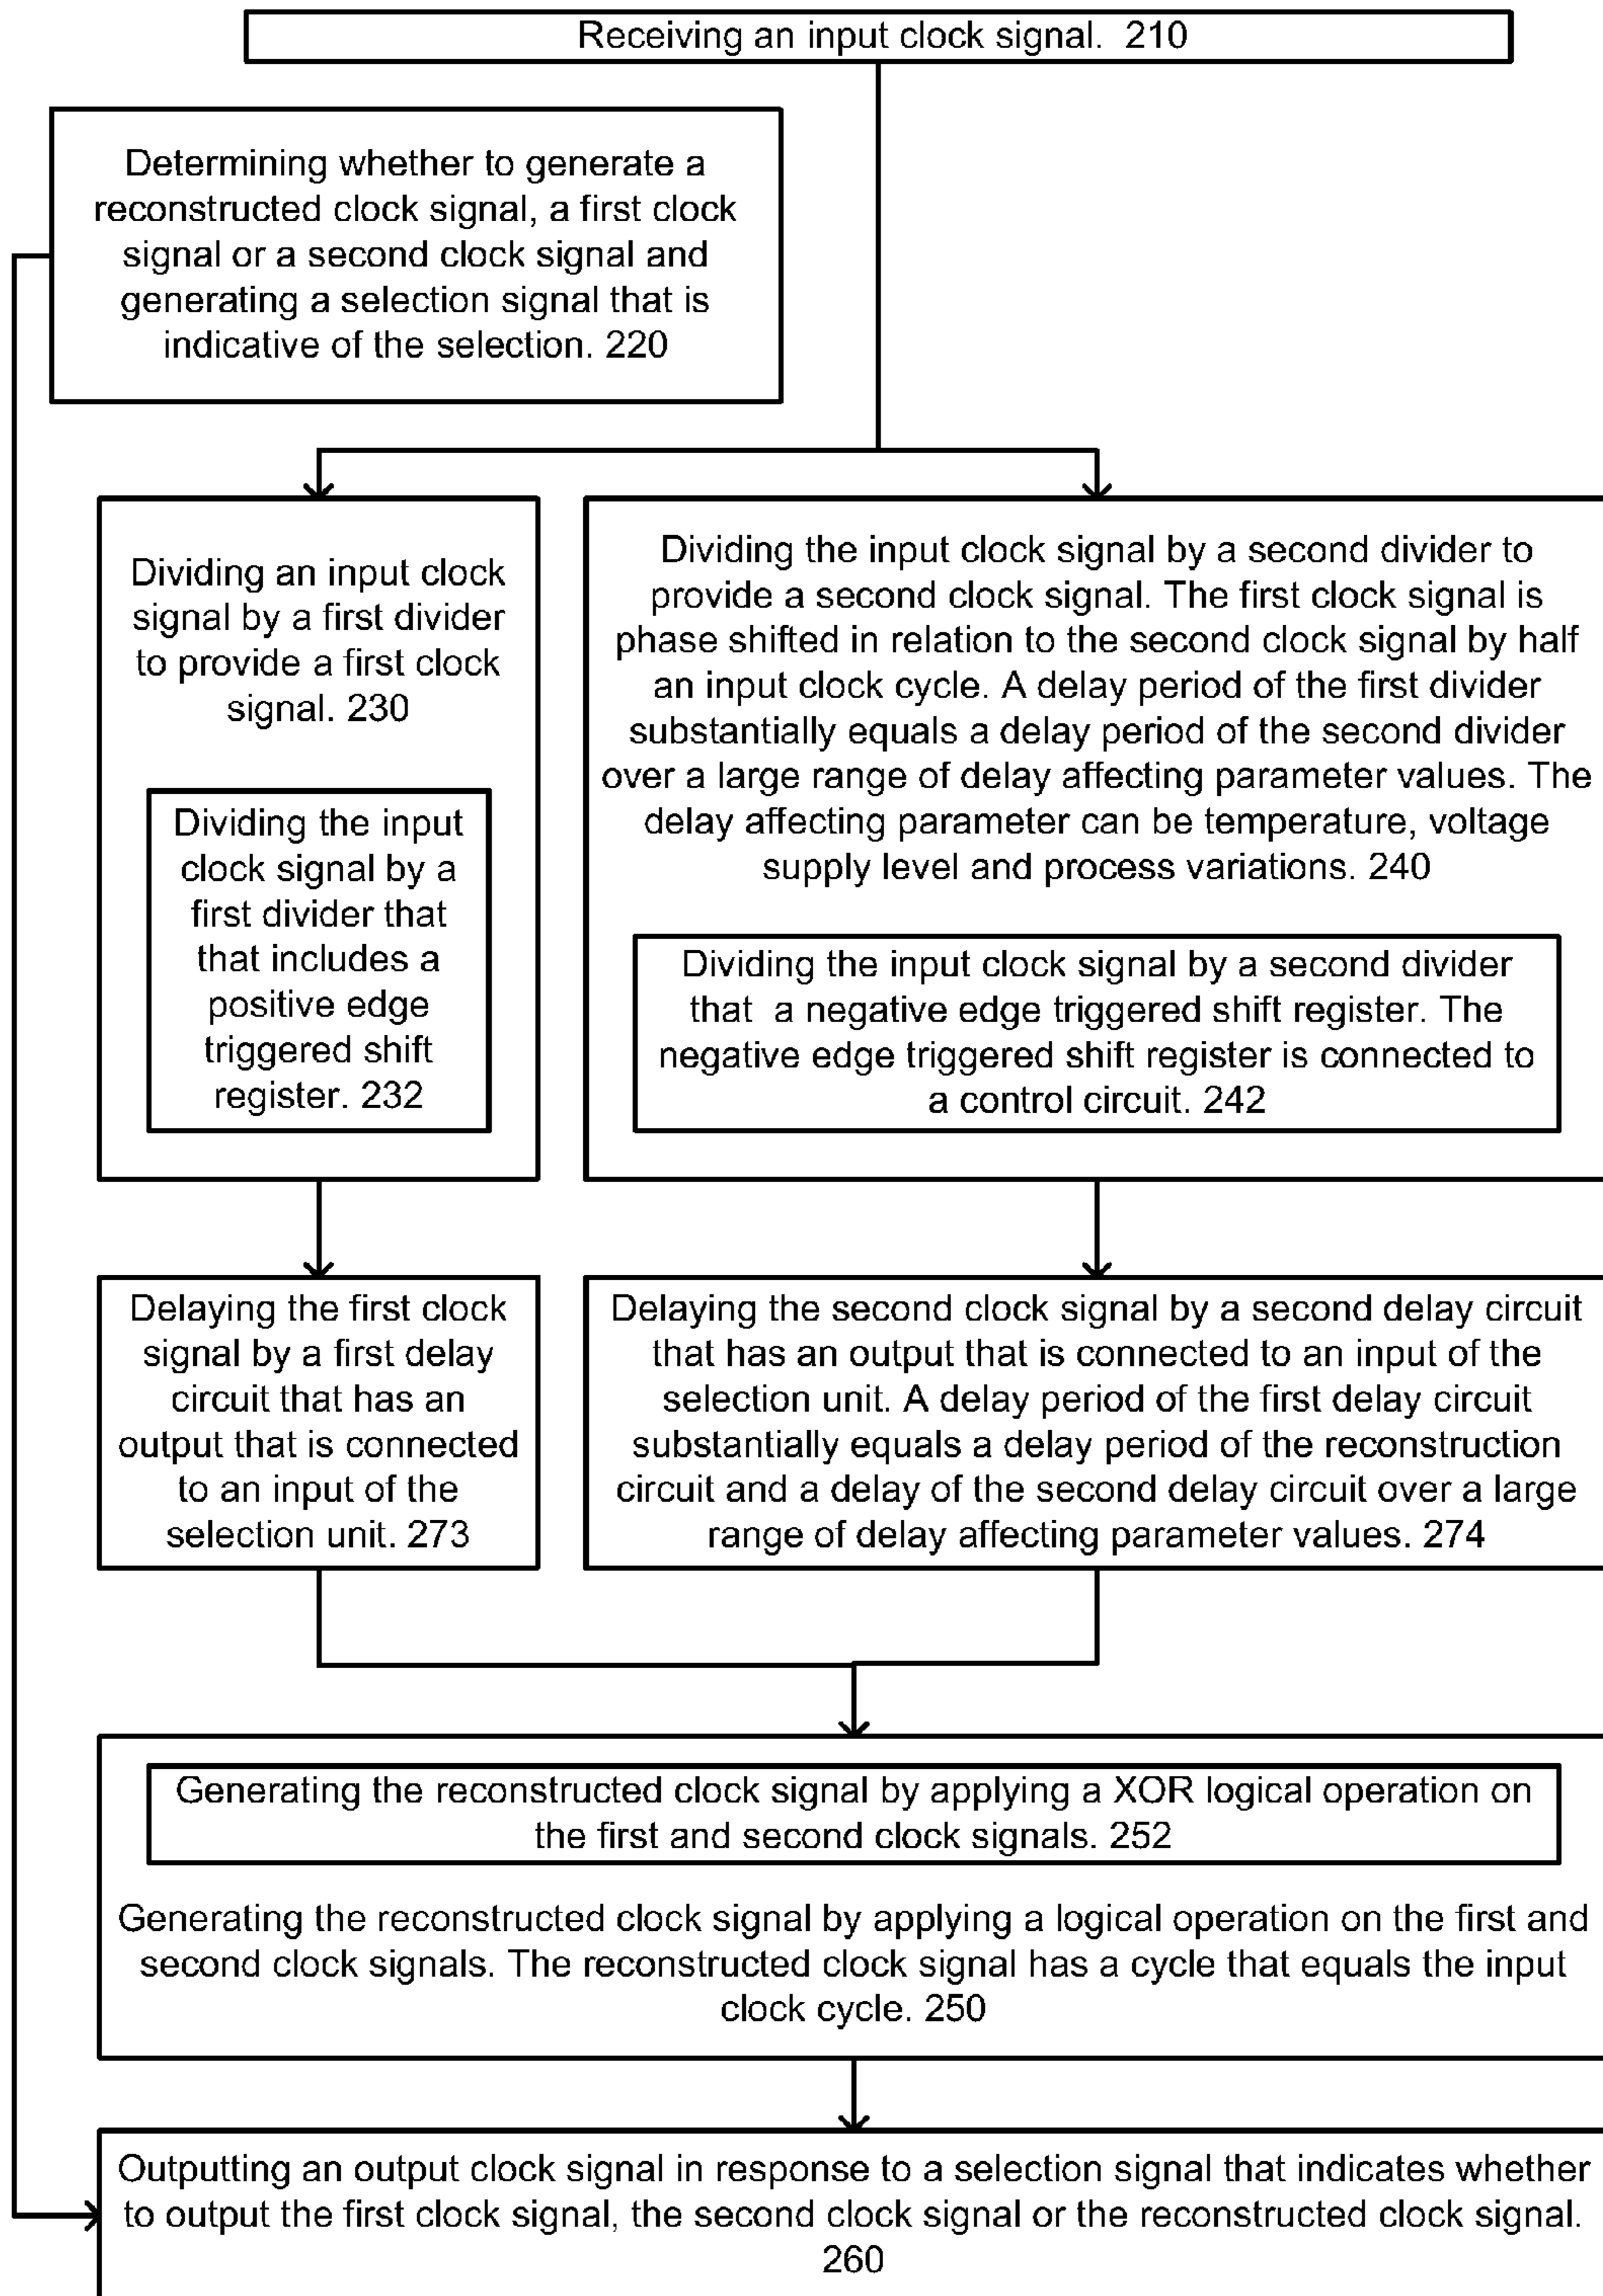 Receiving an input clock signal. 210
Determining whether to generate a
reconstructed clock signal, a first clock
signal or a second clock signal and
generating a selection signal that is
indicative of the selection. 220
Dividing an input clock
signal by a first divider
to provide a first clock
signal. 230
Dividing the input
clock signal by a
first divider that
that includes a
positive edge
triggered shift
register. 232
Dividing the input clock signal by a second divider to
provide a second clock signal. The first clock signal is
phase shifted in relation to the second clock signal by half
an input clock cycle. A delay period of the first divider
substantially equals a delay period of the second divider
over a large range of delay affecting parameter values. The
delay affecting parameter can be temperature, voltage
supply level and process variations. 240
Dividing the input clock signal by a second divider
that a negative edge triggered shift register. The
negative edge triggered shift register is connected to
a control circuit. 242
Delaying the first clock
signal by a first delay
circuit that has an
output that is connected
to an input of the
selection unit. 273
Delaying the second clock signal by a second delay circuit
that has an output that is connected to an input of the
selection unit. A delay period of the first delay circuit
substantially equals a delay period of the reconstruction
circuit and a delay of the second delay circuit over a large
range of delay affecting parameter values. 274
Generating the reconstructed clock signal by applying a XOR logical operation on
the first and second clock signals. 252
Generating the reconstructed clock signal by applying a logical operation on the first and
second clock signals. The reconstructed clock signal has a cycle that equals the input
clock cycle. 250
Outputting an output clock signal in response to a selection signal that indicates whether
to output the first clock signal, the second clock signal or the reconstructed clock signal.
260